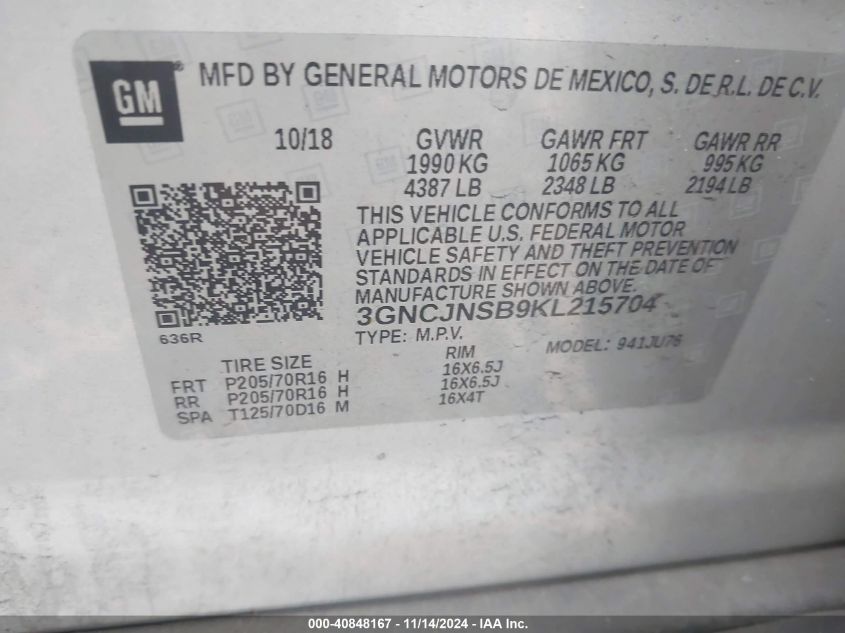 GM ® MFD BY GENERAL MOTORS DE MEXICO, S. DE R.L. DE C.V.
10/18 GVWR GAWR FRT GAWR RR
1990 KG 1065 KG 995 KG
4387 LB 2348 LB 2194 LB
THIS VEHICLE CONFORMS TO ALL
APPLICABLE U.S. FEDERAL MOTOR
VEHICLE SAFETY AND THEFT PREVENTION
STANDARDS IN EFFECT ON THE DATE OF
MANUFACTURE SHOWN ABOVE.
3GNCJNSB9KL215704
636R
TYPE: M.P.V. MODEL: 941JU76
TIRE SIZE RIM
FRT P205/70R16 H 16X6.5J
RR P205/70R16 H 16X6.5J
SPA T125/70D16 M 16X4T
000-40848167 - 11/14/2024 - IAA Inc.